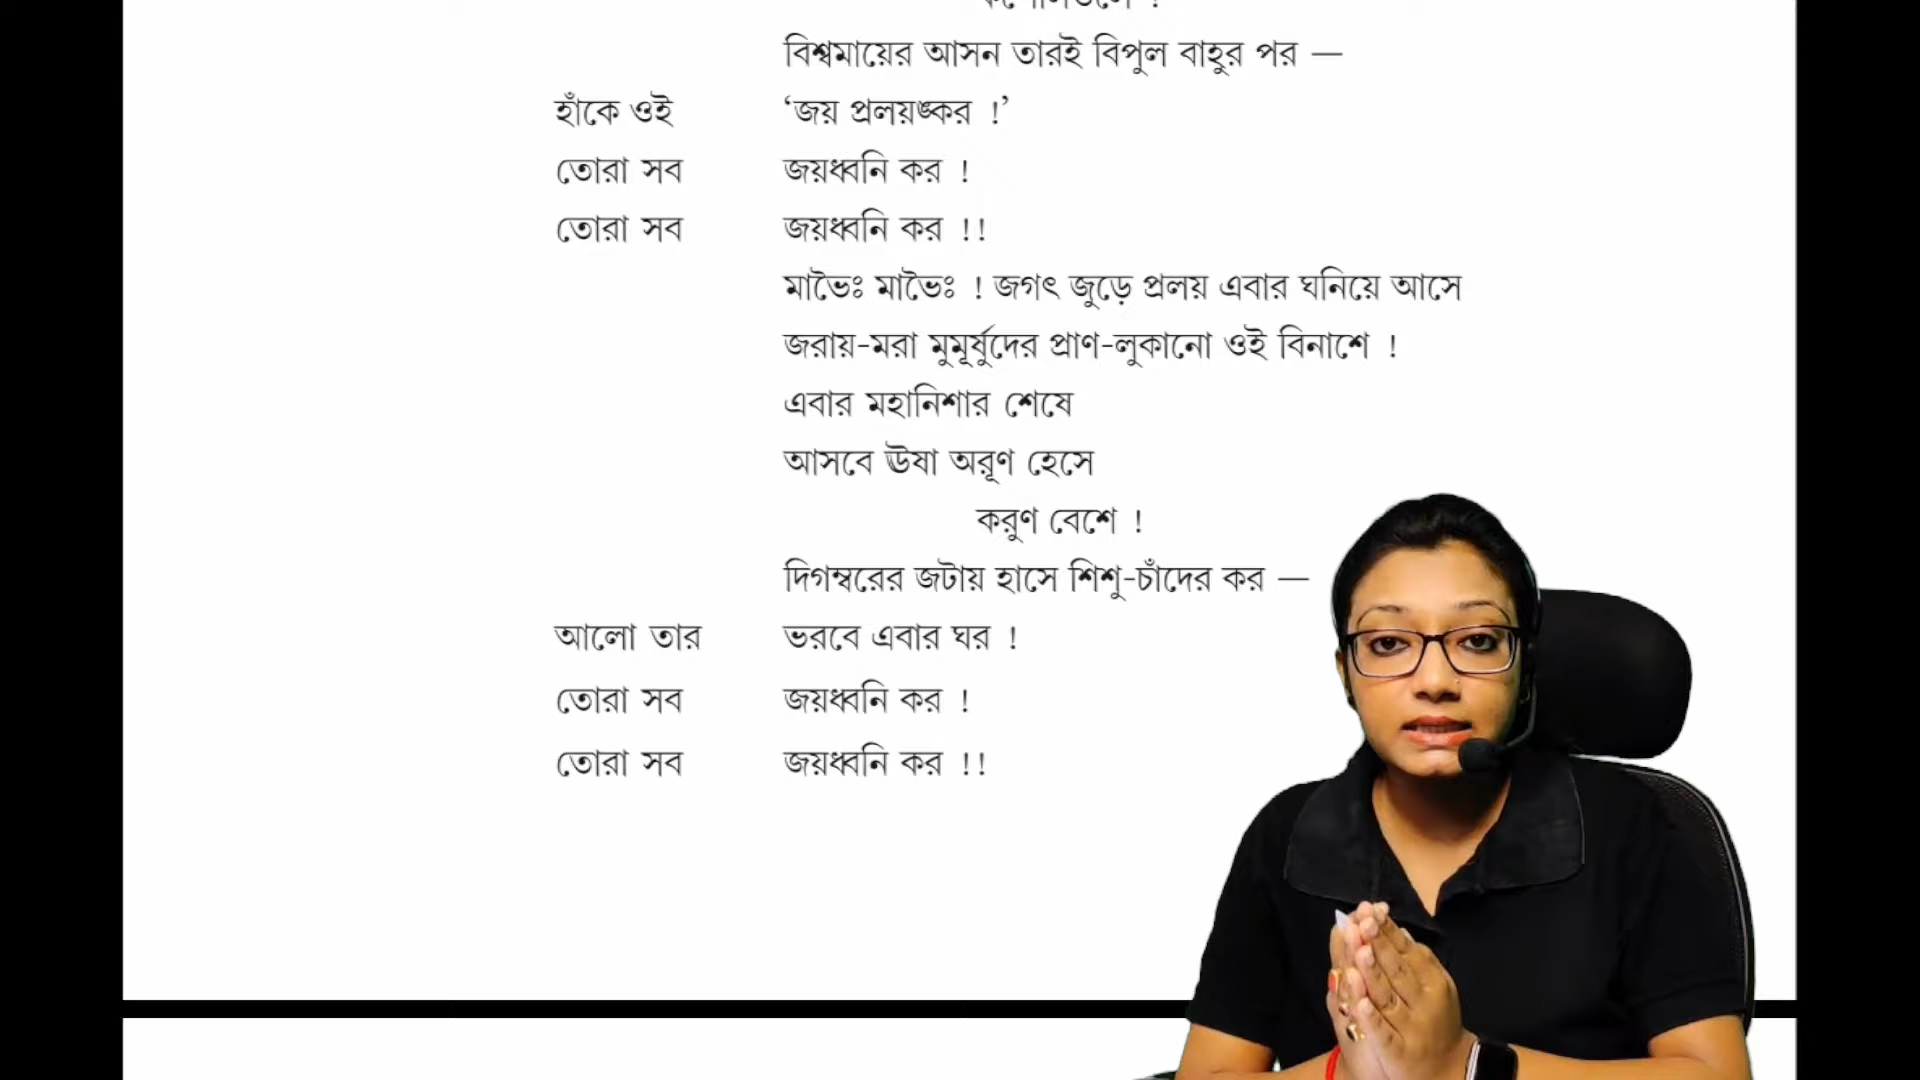 বিশ্বমায়ের আসন তারই বিপুল বাহুর পর —
হাঁকে ওই ‘জয় প্রলয়ঙ্কর !’
তোরা সব জয়ধ্বনি কর !
তোরা সব জয়ধ্বনি কর !!
মাভৈঃ মাভৈঃ ! জগৎ জুড়ে প্রলয় এবার ঘনিয়ে আসে
জরায়-মরা মুমূর্ষুদের প্রাণ-লুকানো ওই বিনাশে !
এবার মহানিশার শেষে
আসবে ঊষা অরূণ হেসে
করুণ বেশে !
দিগম্বরের জটায় হাসে শিশু-চাঁদের কর —
আলো তার ভরবে এবার ঘর !
তোরা সব জয়ধ্বনি কর !
তোরা সব জয়ধ্বনি কর !!